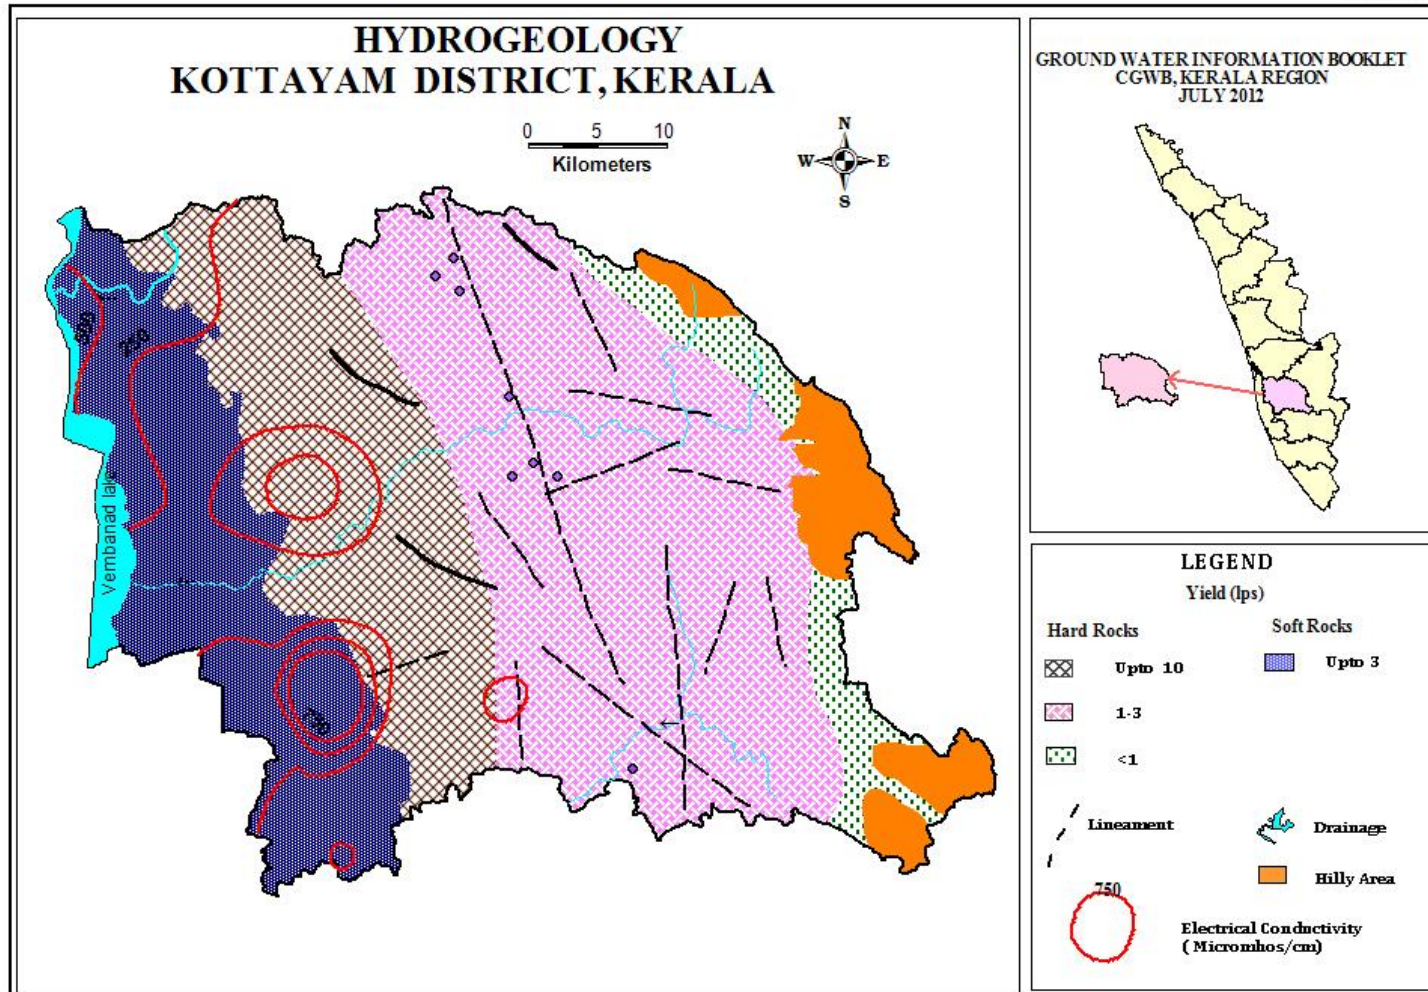 HYDROGEOLOGY
KOTTAYAM DISTRICT, KERALA
0 5 10
Kilometers
N
W E
S
500
250
Vembanad lake
750
GROUND WATER INFORMATION BOOKLET
CGWB, KERALA REGION
JULY 2012
LEGEND
Yield (lps)
Hard Rocks
Soft Rocks
Upto 10
Upto 3
1-3
<1
Lineament
Drainage
Hilly Area
750
Electrical Conductivity
( Micromhos/cm)